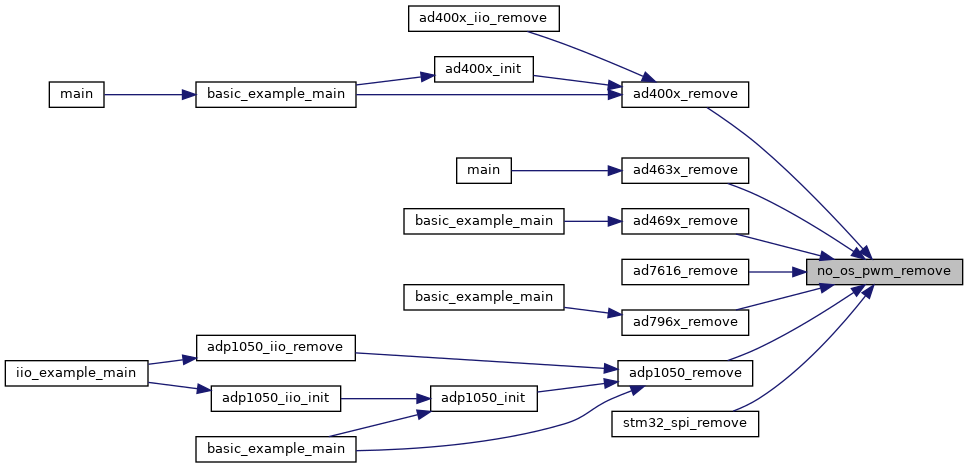 ad400x_iio_remove
ad400x_init
main
basic_example_main
ad400x_remove
main
ad463x_remove
basic_example_main
ad469x_remove
ad7616_remove
no_os_pwm_remove
basic_example_main
ad796x_remove
adp1050_iio_remove
iio_example_main
adp1050_remove
adp1050_iio_init
adp1050_init
stm32_spi_remove
basic_example_main